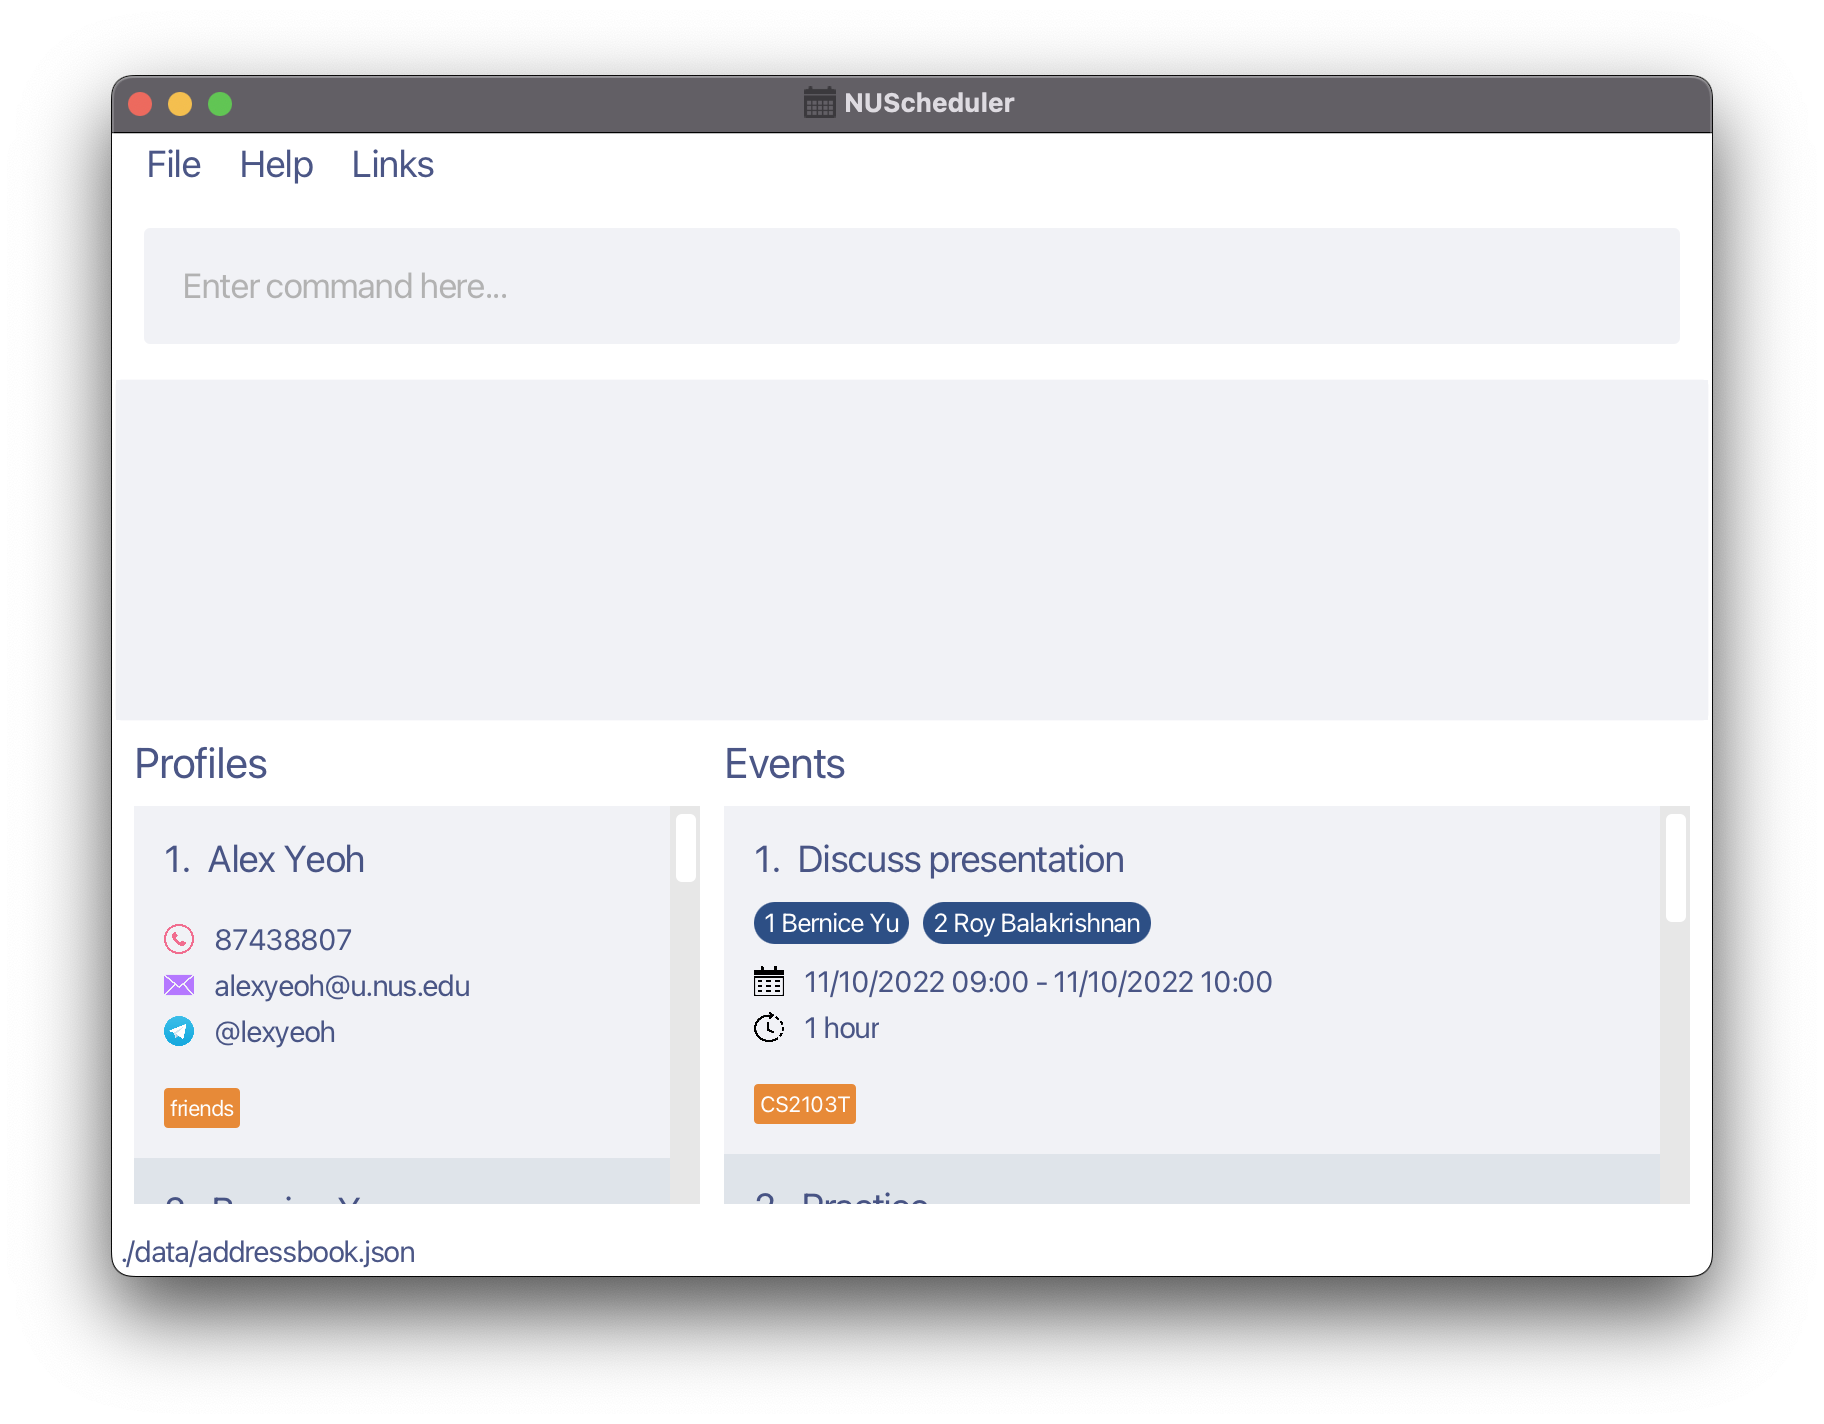 NUScheduler
File Help Links
Enter command here...
Profiles
1. Alex Yeoh
87438807
alexyeoh@u.nus.edu
@lexyeoh
friends
Events
1. Discuss presentation
1 Bernice Yu 2 Roy Balakrishnan
11/10/2022 09:00 - 11/10/2022 10:00
1 hour
CS2103T
2. Practice
./data/addressbook.json